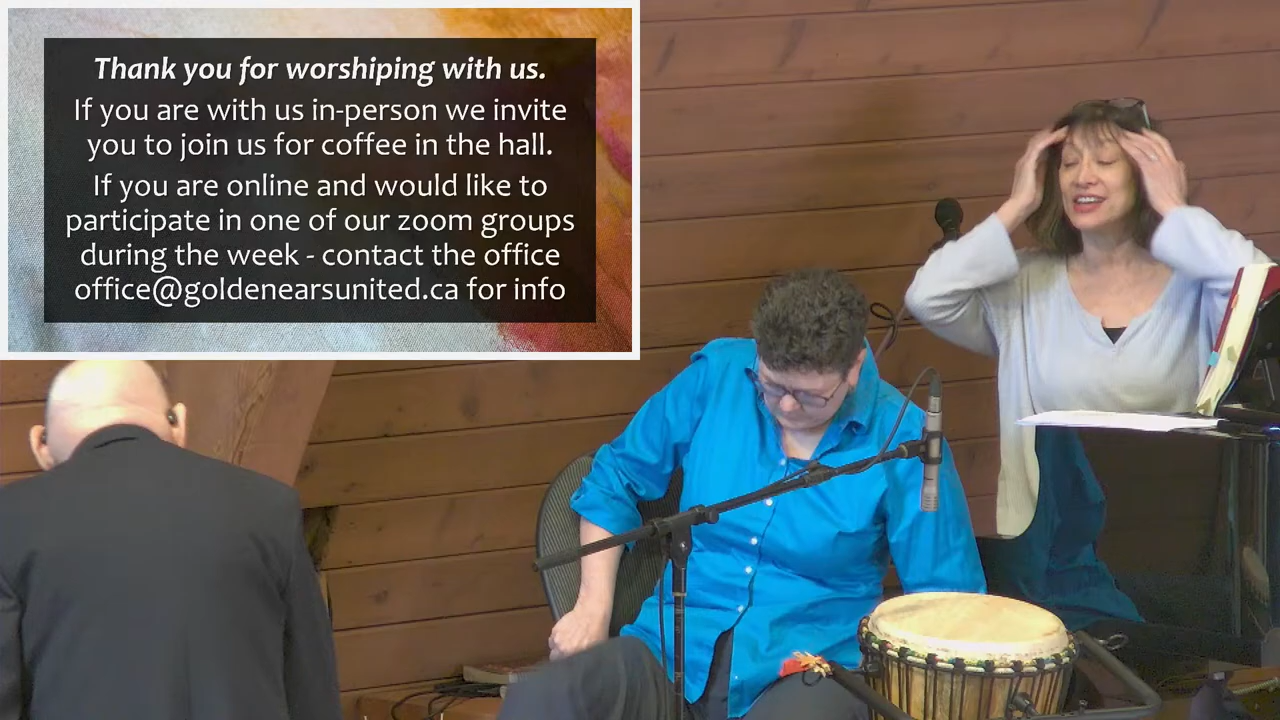 Thank you for worshiping with us.
If you are with us in-person we invite
you to join us for coffee in the hall.
If you are online and would like to
participate in one of our zoom groups
during the week - contact the office
office@goldenearsunited.ca for info